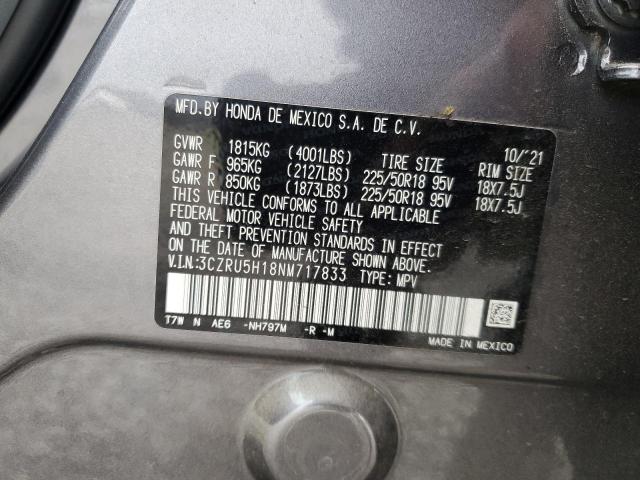 MFD.BY HONDA DE MEXICO S.A. DE C.V.
10/'21
GVWR 1815KG (4001LBS) TIRE SIZE RIM SIZE
GAWR F 965KG (2127LBS) 225/50R18 95V 18X7.5J
GAWR R 850KG (1873LBS) 225/50R18 95V 18X7.5J
THIS VEHICLE CONFORMS TO ALL APPLICABLE
FEDERAL MOTOR VEHICLE SAFETY
AND THEFT PREVENTION STANDARDS IN EFFECT
ON THE DATE OF MANUFACTURE SHOWN ABOVE.
V.I.N.:3CZRU5H18NM717833 TYPE: MPV
T7W N AE6 -NH797M -R -M
MADE IN MEXICO